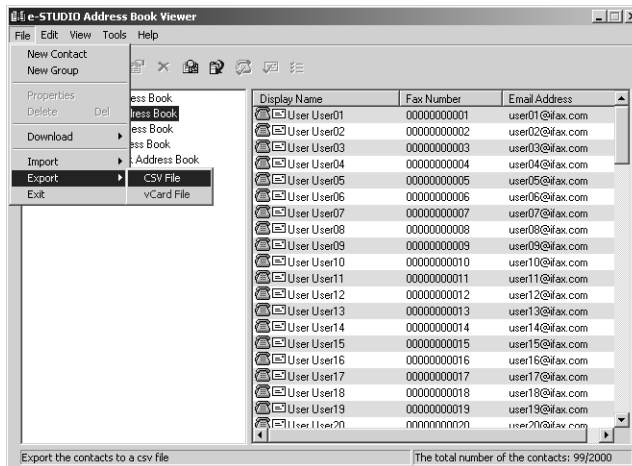 e-STUDIO Address Book Viewer
File Edit View Tools Help
New Contact
New Group
Properties
Delete Del
Download
Import
Export
Exit
CSV File
vCard File
ess Book
ress Book
ess Book
ss Book
Address Book
Display Name Fax Number Email Address
User User01 00000000001 user01@ifax.com
User User02 00000000002 user02@ifax.com
User User03 00000000003 user03@ifax.com
User User04 00000000004 user04@ifax.com
User User05 00000000005 user05@ifax.com
User User06 00000000006 user06@ifax.com
User User07 00000000007 user07@ifax.com
User User08 00000000008 user08@ifax.com
User User09 00000000009 user09@ifax.com
User User10 00000000010 user10@ifax.com
User User11 00000000011 user11@ifax.com
User User12 00000000012 user12@ifax.com
User User13 00000000013 user13@ifax.com
User User14 00000000014 user14@ifax.com
User User15 00000000015 user15@ifax.com
User User16 00000000016 user16@ifax.com
User User17 00000000017 user17@ifax.com
User User18 00000000018 user18@ifax.com
User User19 00000000019 user19@ifax.com
User User20 00000000020 user20@ifax.com
Export the contacts to a csv file
The total number of the contacts: 99/2000